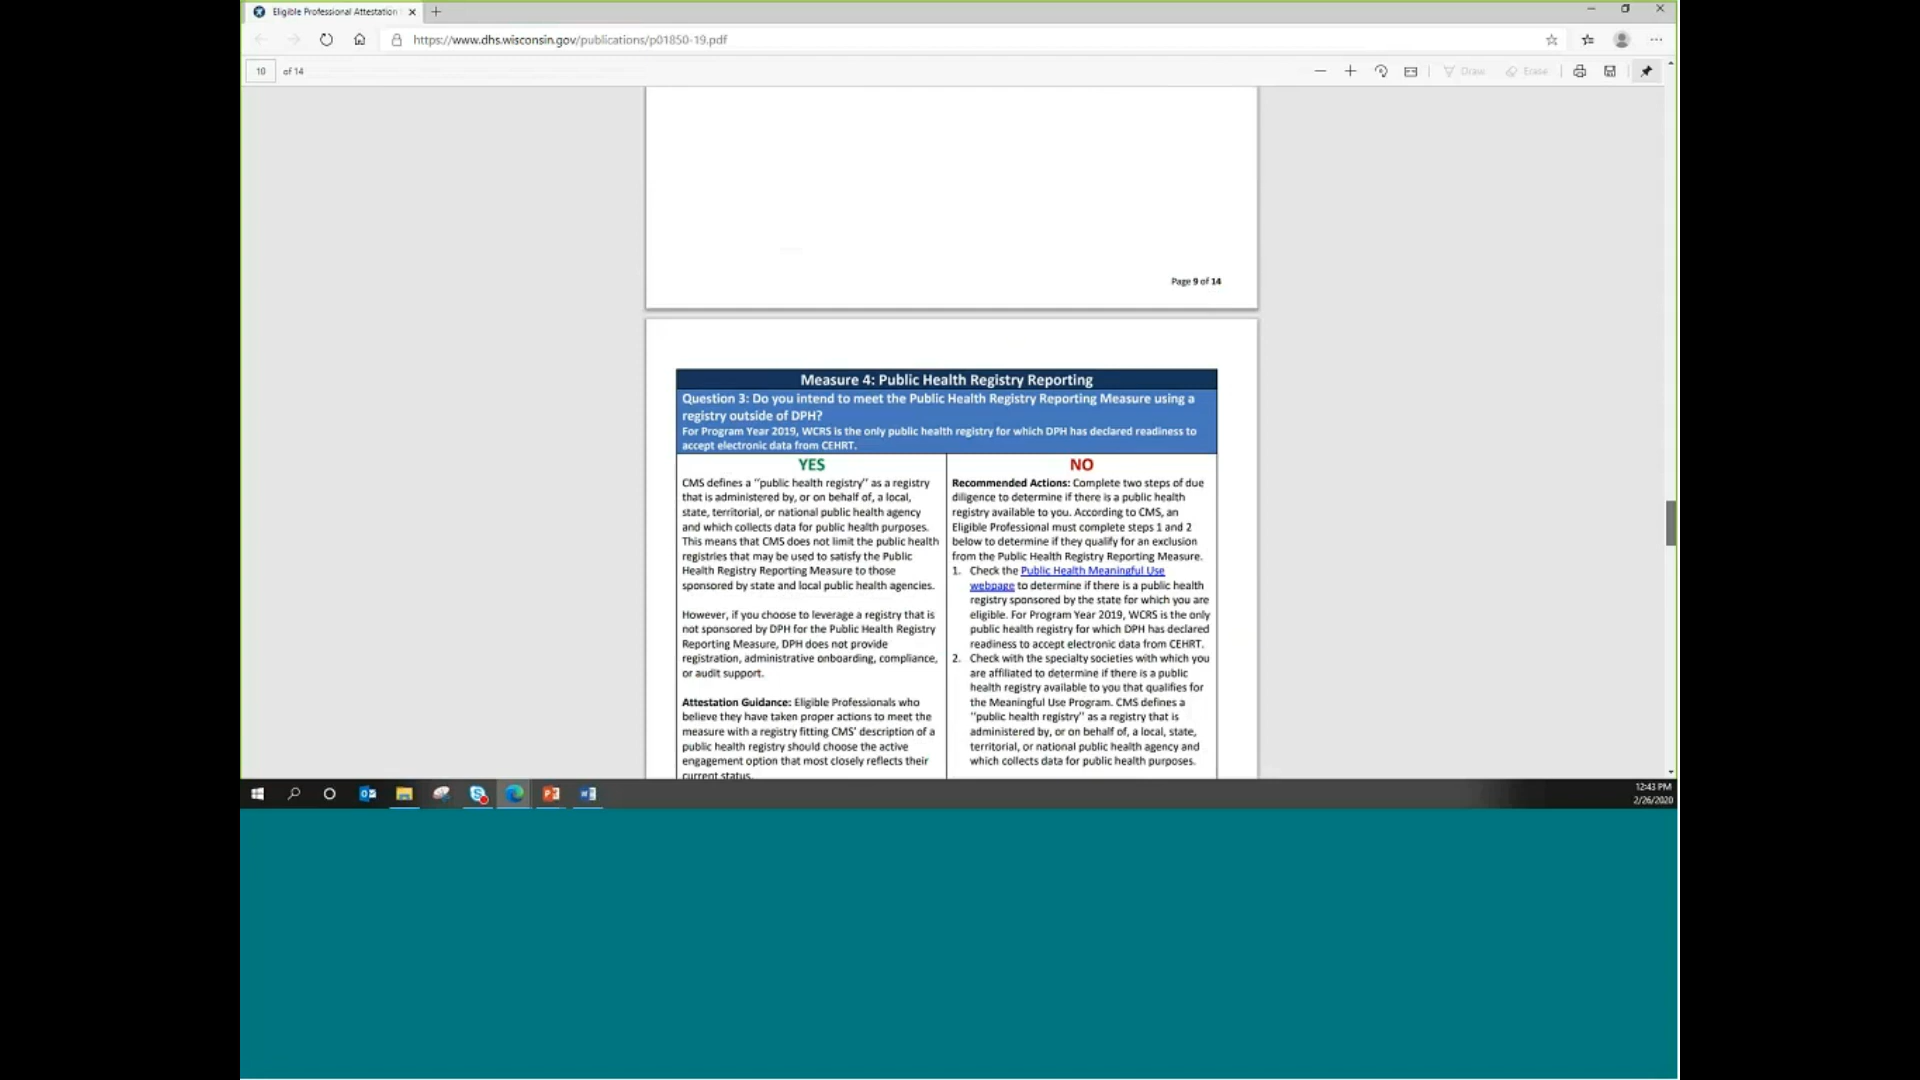 Eligible Professional Attestation
https://www.dhs.wisconsin.gov/publications/p01850-19.pdf
10 of 14
Draw
Erase
Page 9 of 14
Measure 4: Public Health Registry Reporting
Question 3: Do you intend to meet the Public Health Registry Reporting Measure using a
registry outside of DPH?
For Program Year 2019, WCRS is the only public health registry for which DPH has declared readiness to
accept electronic data from CEHRT.
YES
CMS defines a "public health registry" as a registry
that is administered by, or on behalf of, a local,
state, territorial, or national public health agency
and which collects data for public health purposes.
This means that CMS does not limit the public health
registries that may be used to satisfy the Public
Health Registry Reporting Measure to those
sponsored by state and local public health agencies.
However, if you choose to leverage a registry that is
not sponsored by DPH for the Public Health Registry
Reporting Measure, DPH does not provide
registration, administrative onboarding, compliance,
or audit support.
Attestation Guidance: Eligible Professionals who
believe they have taken proper actions to meet the
measure with a registry fitting CMS' description of a
public health registry should choose the active
engagement option that most closely reflects their
current status.
NO
Recommended Actions: Complete two steps of due
diligence to determine if there is a public health
registry available to you. According to CMS, an
Eligible Professional must complete steps 1 and 2
below to determine if they qualify for an exclusion
from the Public Health Registry Reporting Measure.
1. Check the Public Health Meaningful Use
webpage to determine if there is a public health
registry sponsored by the state for which you are
eligible. For Program Year 2019, WCRS is the only
public health registry for which DPH has declared
readiness to accept electronic data from CEHRT.
2. Check with the specialty societies with which you
are affiliated to determine if there is a public
health registry available to you that qualifies for
the Meaningful Use Program. CMS defines a
"public health registry" as a registry that is
administered by, or on behalf of, a local, state,
territorial, or national public health agency and
which collects data for public health purposes.
12:43 PM
2/26/2020